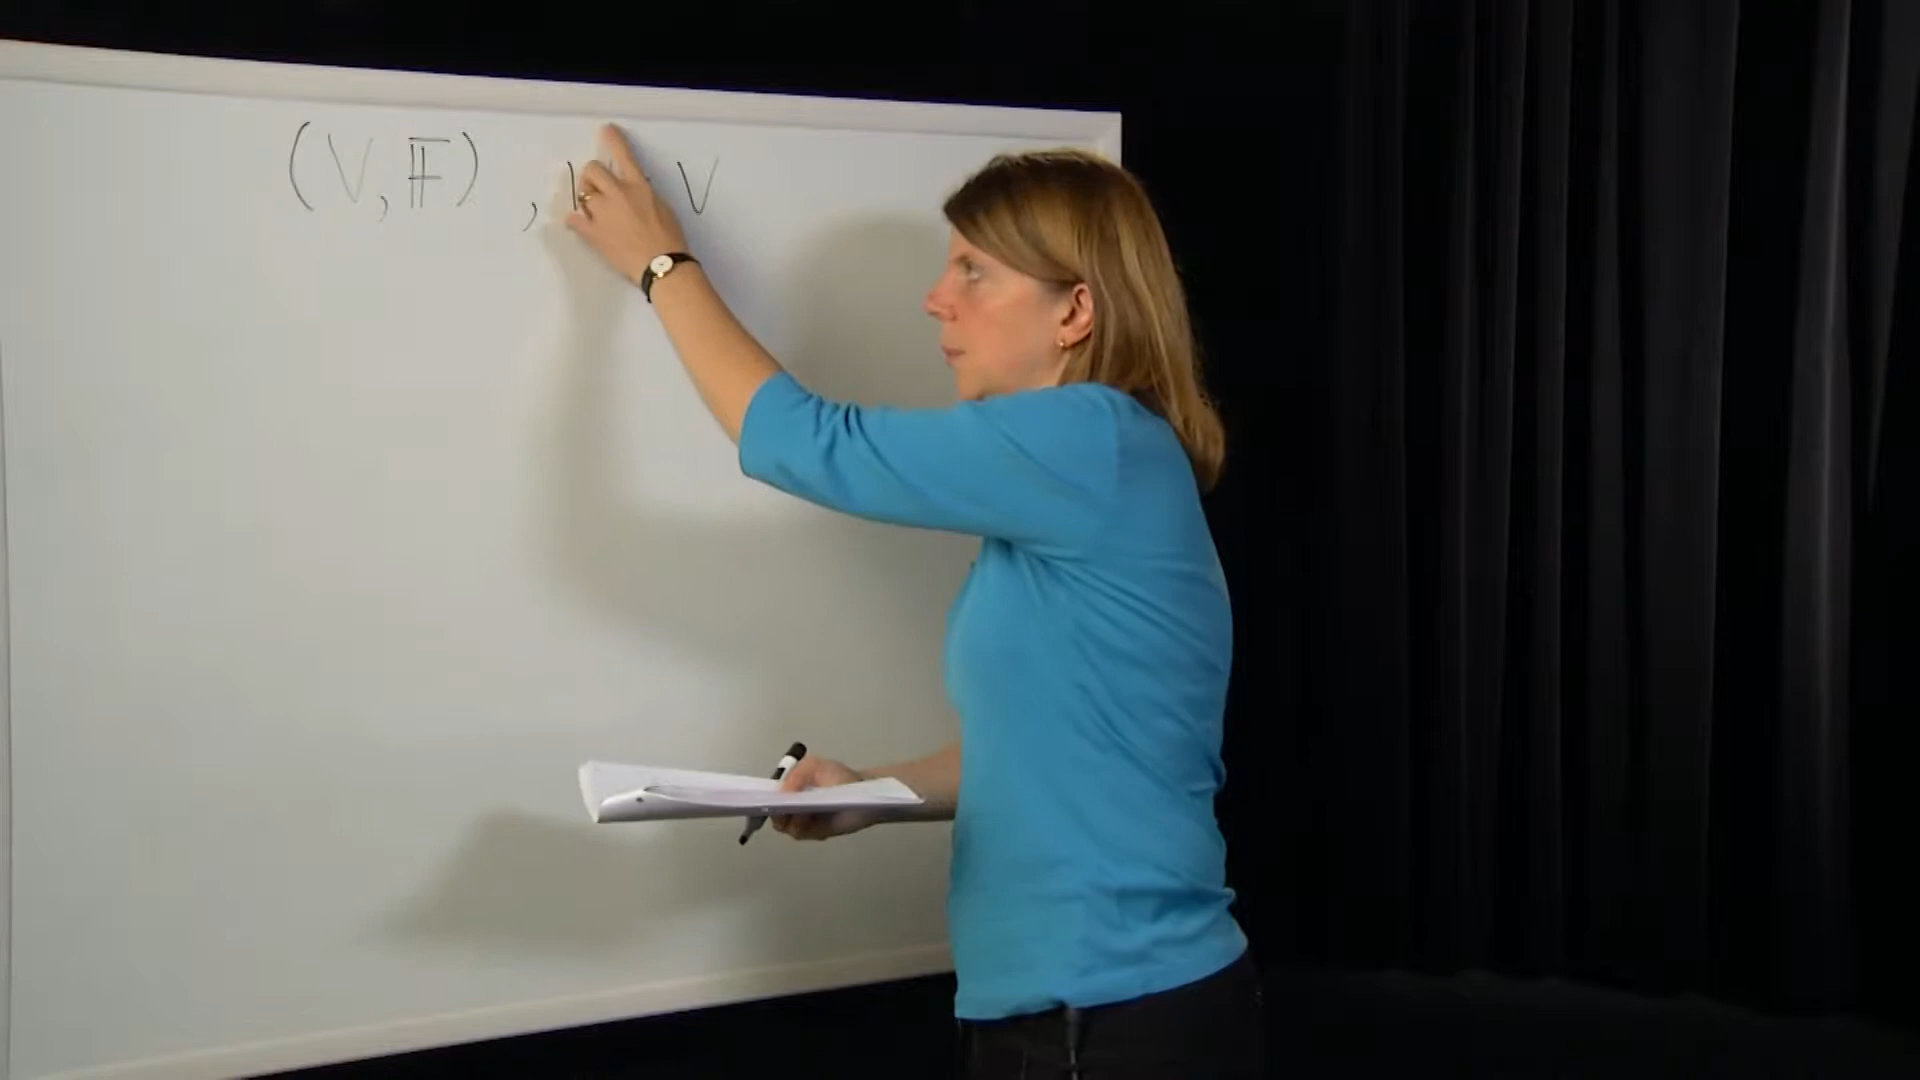 (V, 𝔽) , V